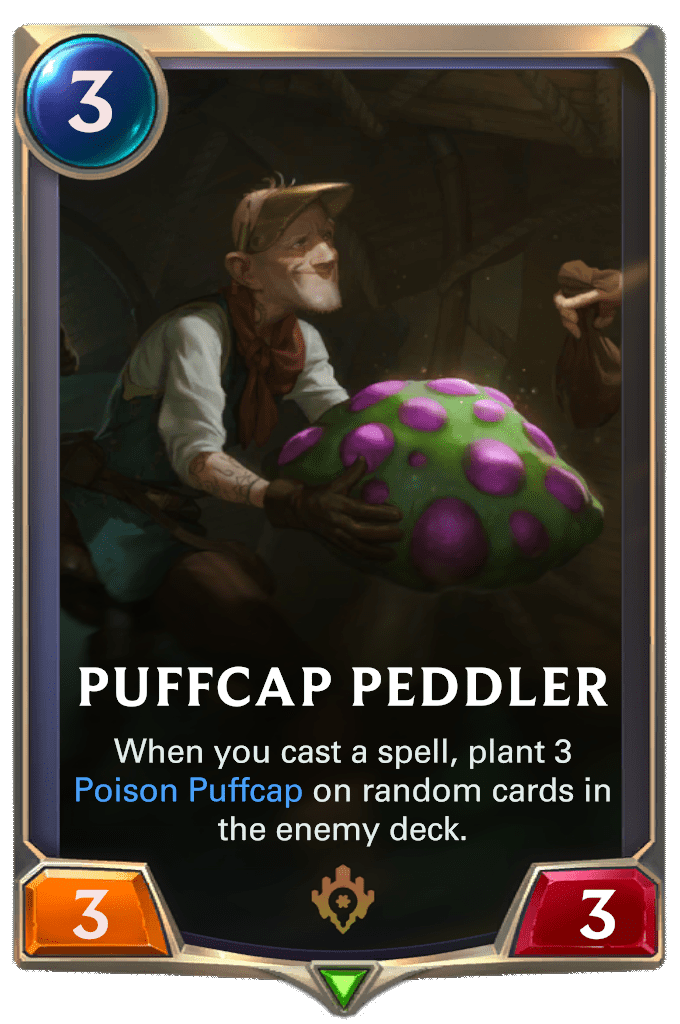 3
PUFFCAP PEDDLER
When you cast a spell, plant 3
Poison Puffcap on random cards in
the enemy deck.
3
3